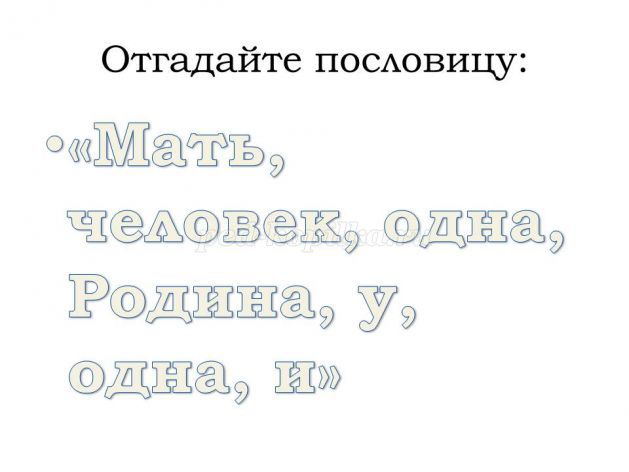 Отгадайте пословицу:
•«Мать,
человек, одна,
Родина, у,
одна, и»